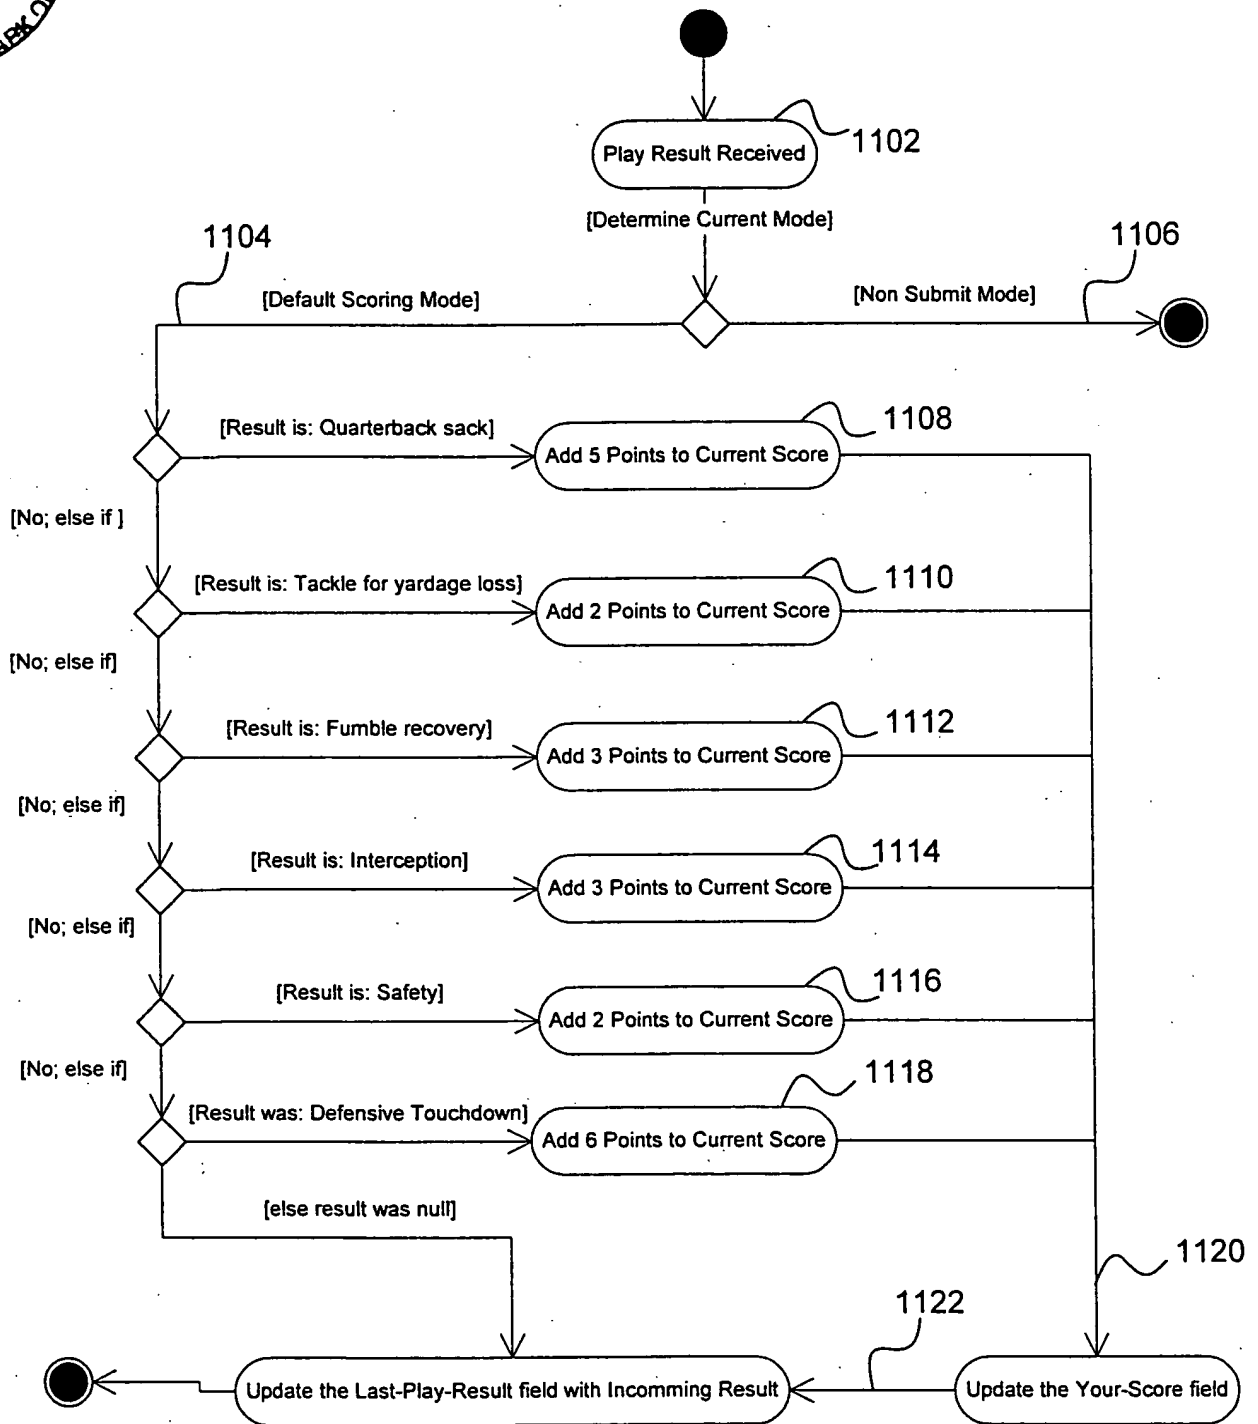 Play Result Received
1102
[Determine Current Mode]
1104
1106
[Default Scoring Mode]
[Non Submit Mode]
[Result is: Quarterback sack]
1108
Add 5 Points to Current Score
[No; else if ]
[Result is: Tackle for yardage loss]
1110
Add 2 Points to Current Score
[No; else if]
[Result is: Fumble recovery]
1112
Add 3 Points to Current Score
[No; else if]
[Result is: Interception]
1114
Add 3 Points to Current Score
[No; else if]
[Result is: Safety]
1116
Add 2 Points to Current Score
[No; else if]
1118
[Result was: Defensive Touchdown]
Add 6 Points to Current Score
[else result was null]
1120
1122
Update the Last-Play-Result field with Incomming Result
Update the Your-Score field